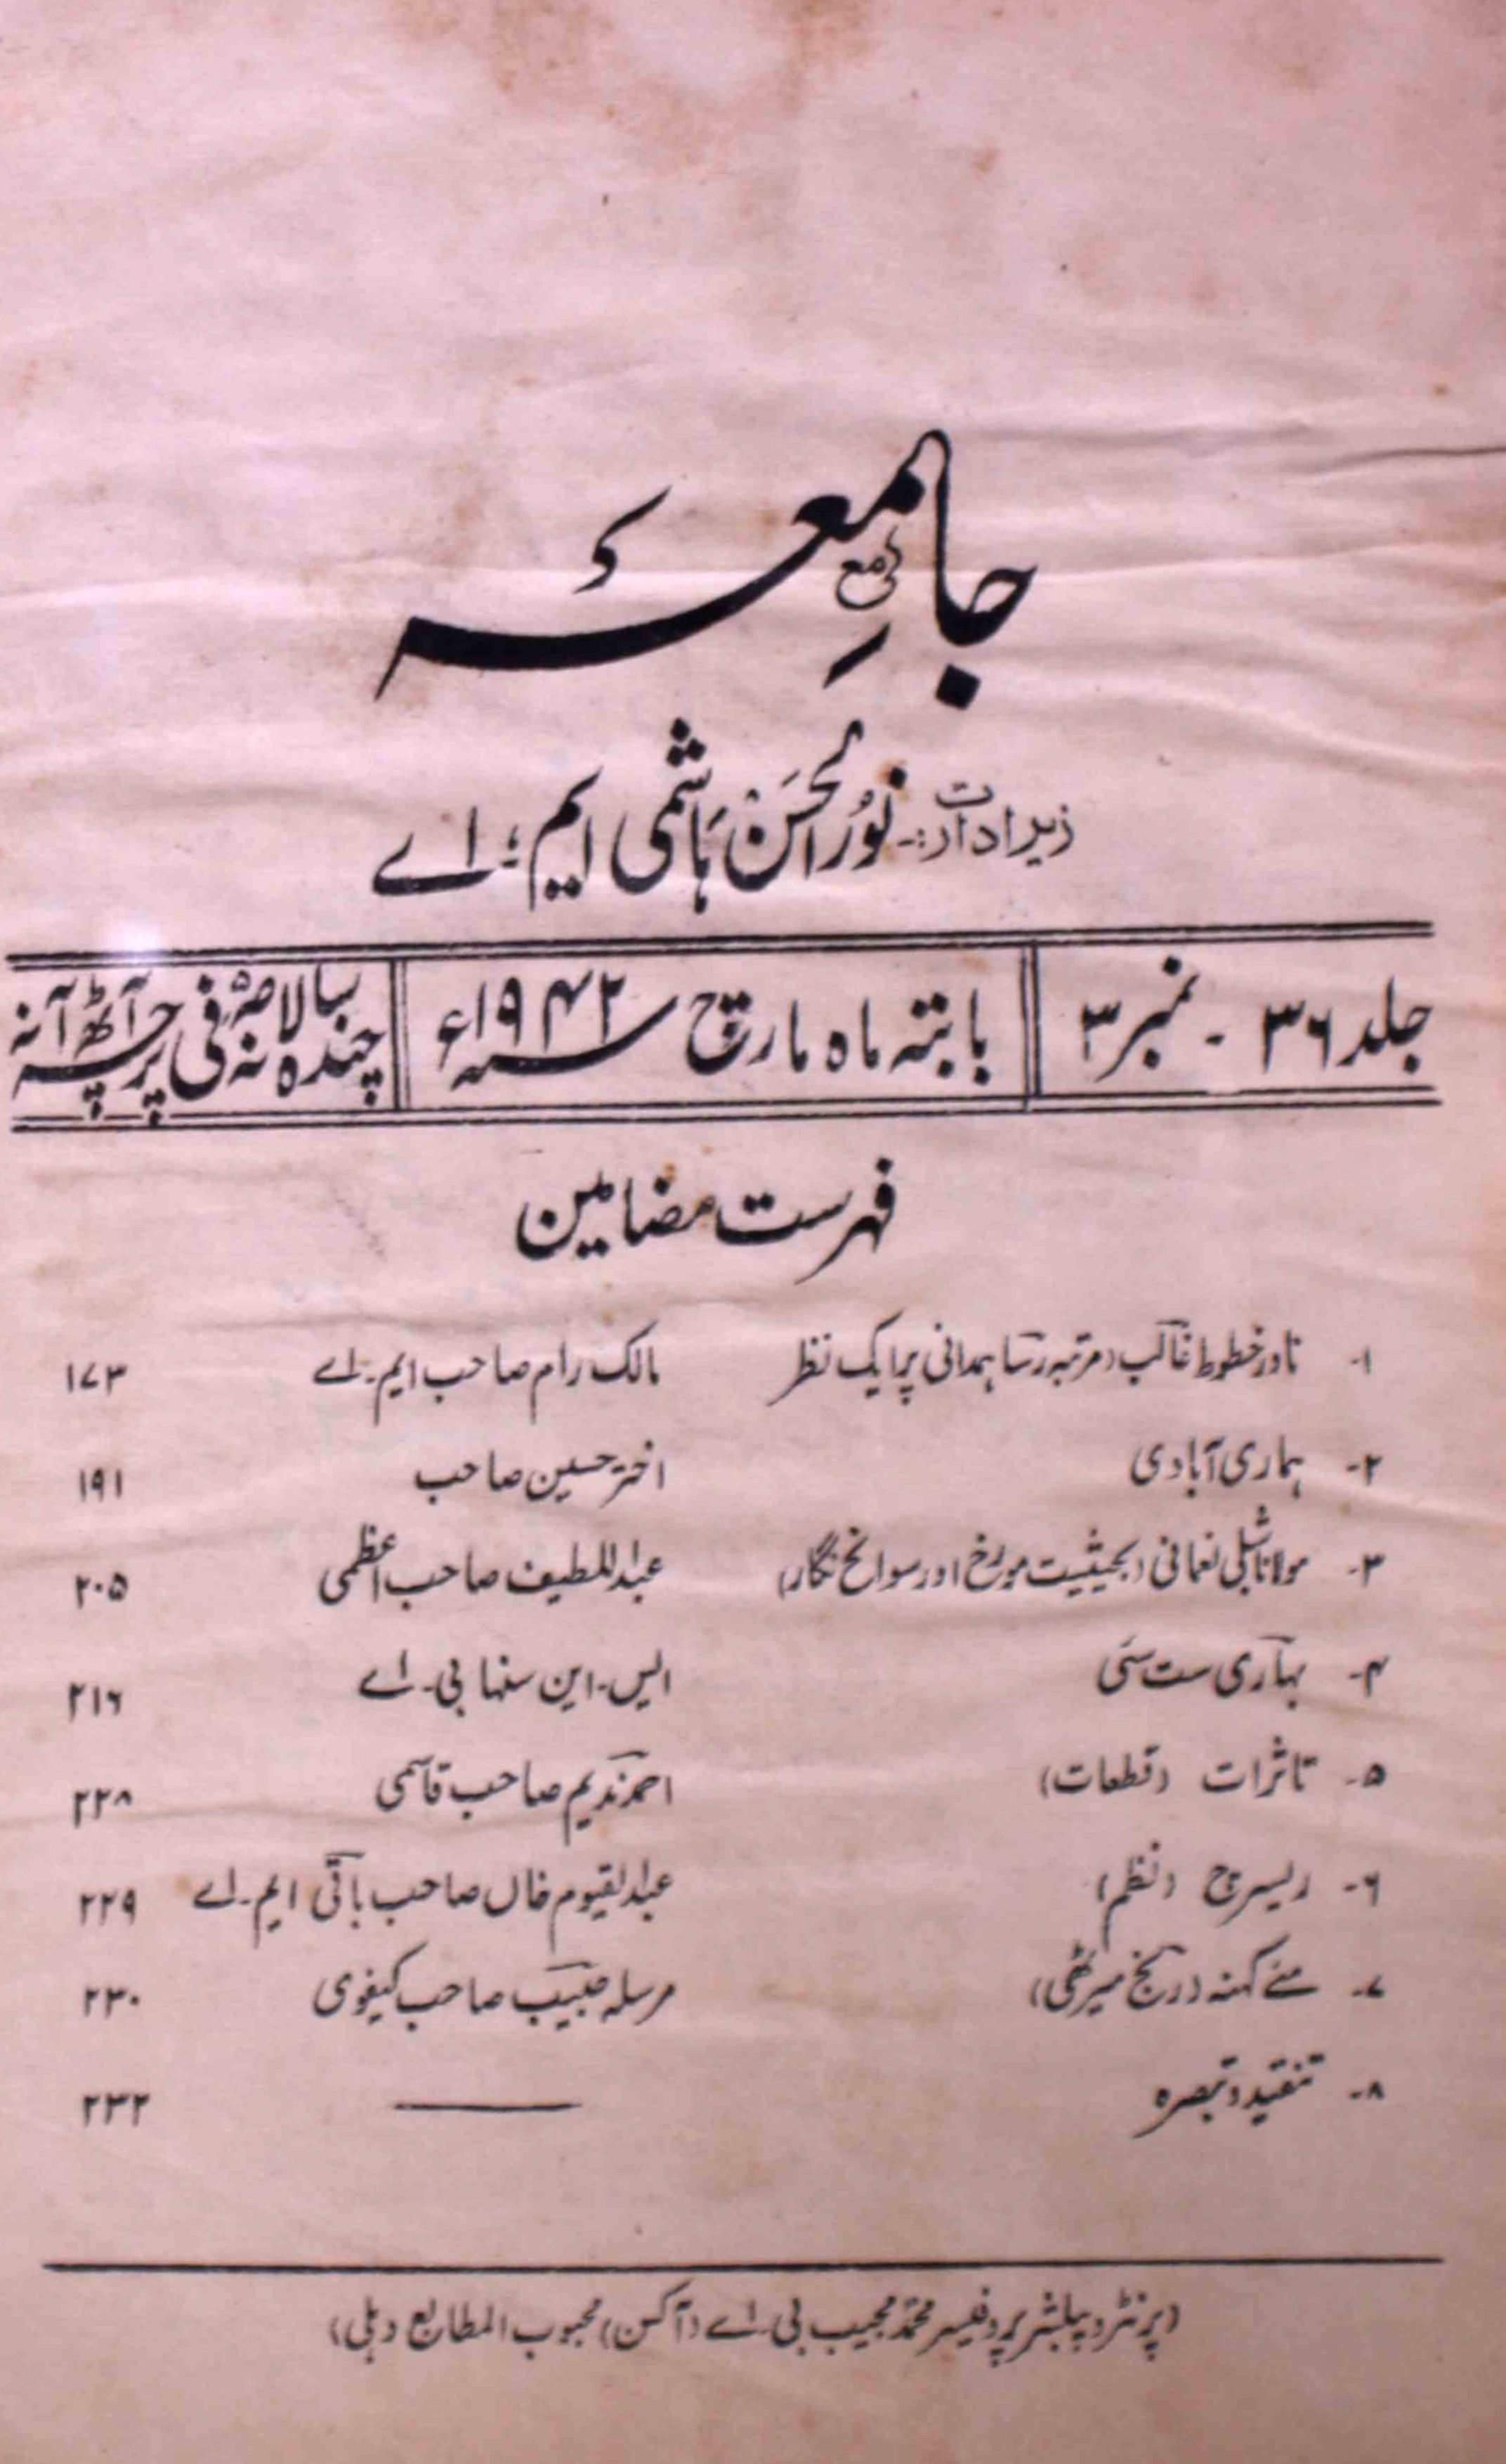 جامعہ
زیر ادارت:۔ نور الحسن ہاشمی ایم؛ اے
جلد ۳۶ ۔ نمبر ۳
بابتہ ماہ مارچ سنہ ۱۹۴۲ء
چندہ سالانہ صہ فی پرچہ آٹھ آنہ
فہرست مضامین
۱۔ نادر خطوط غالب (مرتبہ رسا ہمدانی پر ایک نظر مالک رام صاحب ایم۔ اے ۱۷۳
۲۔ ہماری آبادی اختر حسین صاحب ۱۹۱
۳۔ مولانا شبلی نعمانی (بحیثیت مورخ اور سوانح نگار) عبداللطیف صاحب اعظمی ۲۰۵
۴۔ بہاری ست سئی ایس۔ این سنہا بی۔ اے ۲۱۶
۵۔ تاثرات (قطعات) احمد ندیم صاحب قاسمی ۲۲۸
۶۔ ریسرچ (نظم) عبدالقیوم خاں صاحب باقی ایم۔ اے ۲۲۹
۷۔ مئے کہنہ (رنج میرٹھی) مرسلہ حبیب صاحب کیفوی ۲۳۰
۸۔ تنقید و تبصرہ ۲۳۲
(پرنٹر و پبلشر پروفیسر محمد مجیب بی۔ اے (آکسن) محبوب المطابع دہلی)